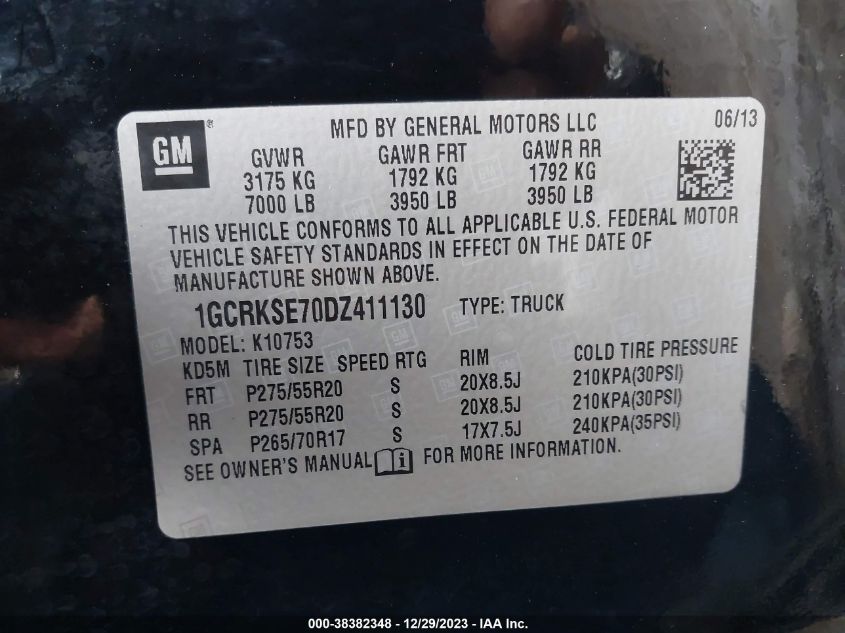 GM®
MFD BY GENERAL MOTORS LLC
06/13
GVWR GAWR FRT GAWR RR
3175 KG 1792 KG 1792 KG
7000 LB 3950 LB 3950 LB
THIS VEHICLE CONFORMS TO ALL APPLICABLE U.S. FEDERAL MOTOR
VEHICLE SAFETY STANDARDS IN EFFECT ON THE DATE OF
MANUFACTURE SHOWN ABOVE.
1GCRKSE70DZ411130 TYPE: TRUCK
MODEL: K10753
KD5M TIRE SIZE SPEED RTG RIM COLD TIRE PRESSURE
FRT P275/55R20 S 20X8.5J 210KPA(30PSI)
RR P275/55R20 S 20X8.5J 210KPA(30PSI)
SPA P265/70R17 S 17X7.5J 240KPA(35PSI)
SEE OWNER'S MANUAL FOR MORE INFORMATION.
000-38382348 - 12/29/2023 - IAA Inc.